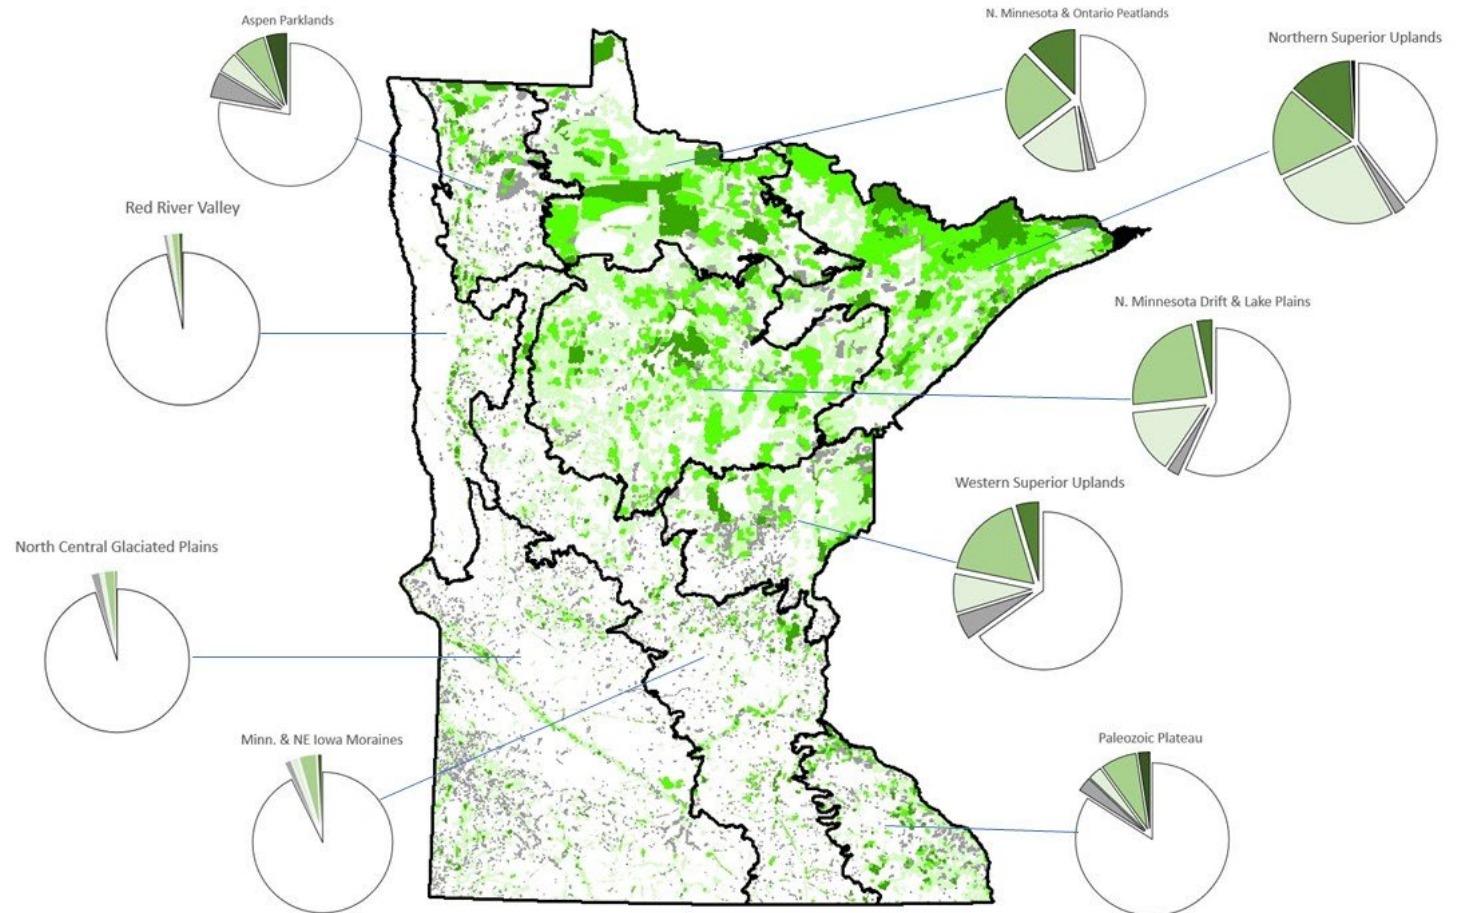 Aspen Parklands
N. Minnesota & Ontario Peatlands
Northern Superior Uplands
Red River Valley
N. Minnesota Drift & Lake Plains
Western Superior Uplands
North Central Glaciated Plains
Minn. & NE Iowa Moraines
Paleozoic Plateau